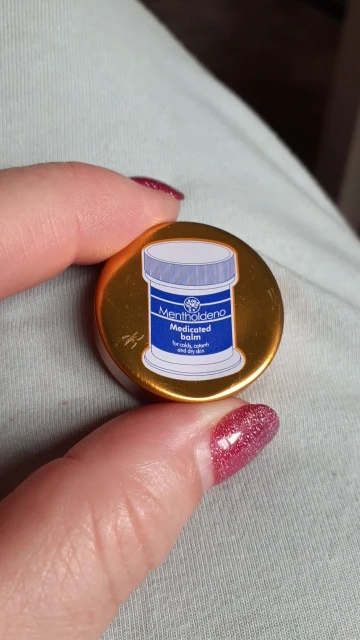 Mentholdeno
Medicated
balm
for colds, catarrh
and dry skin